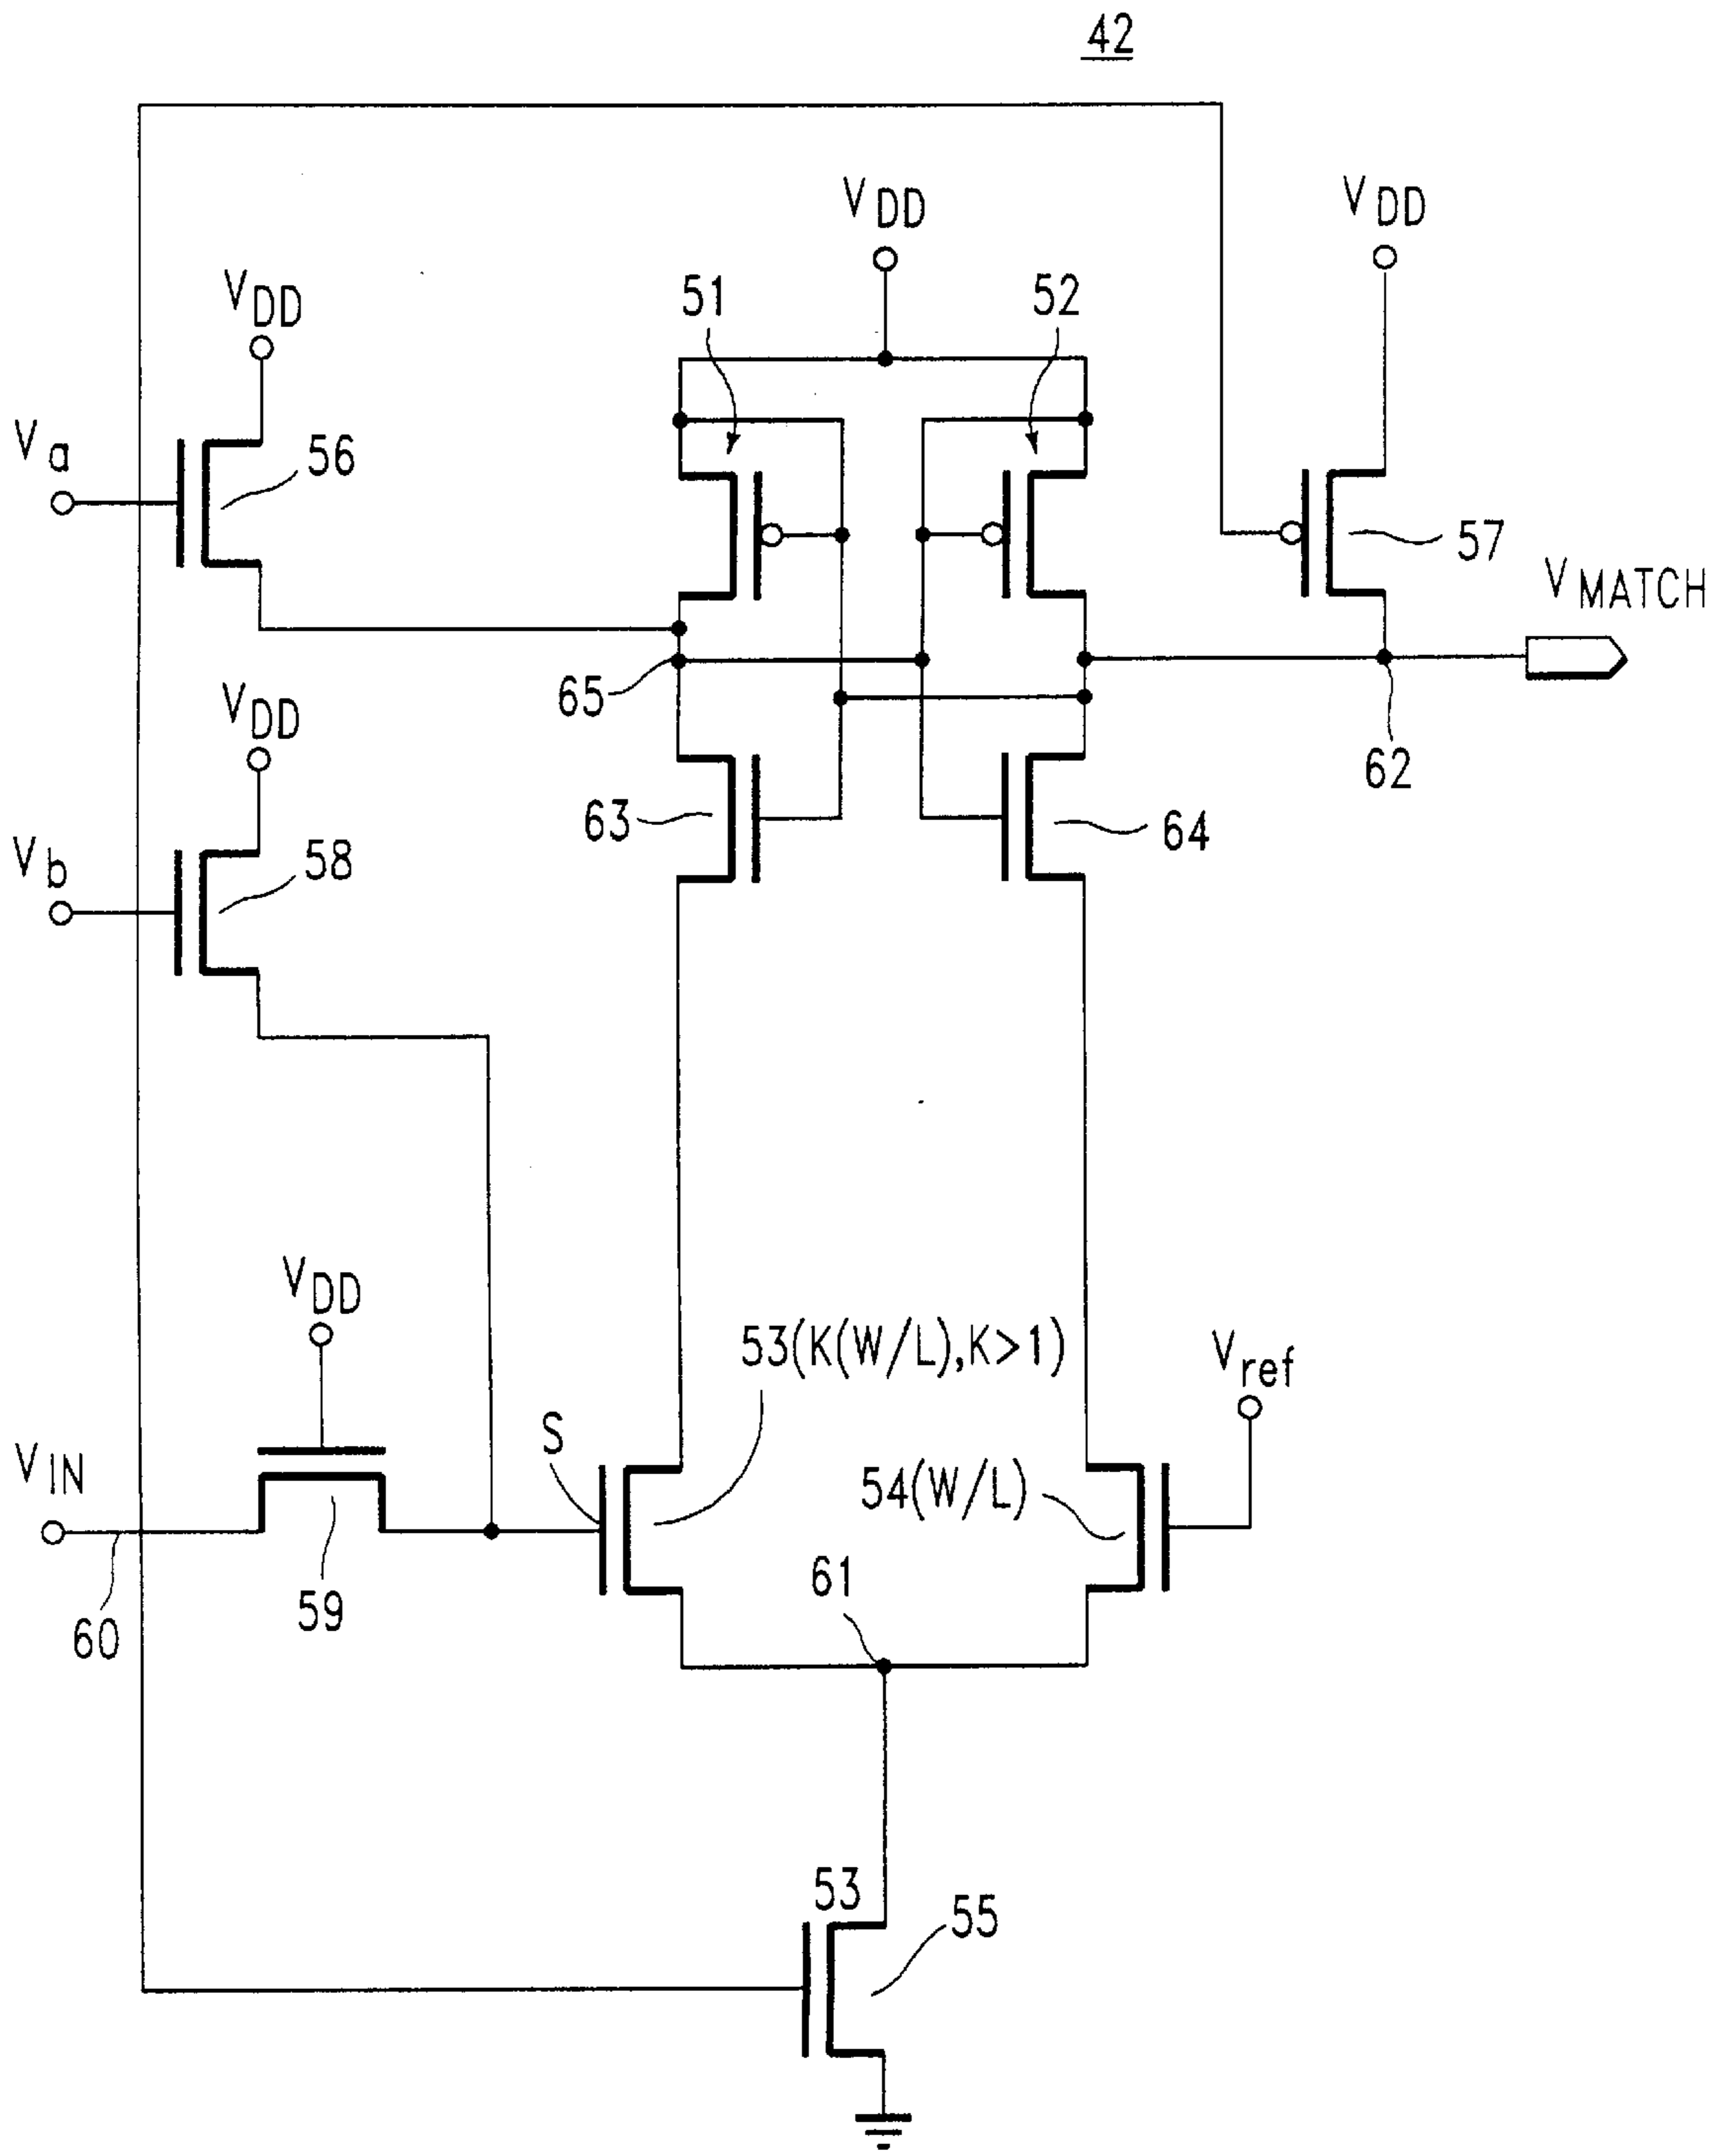 42
VDD
VDD
VDD
51
52
Va
56
57
VMATCH
65
62
VDD
63
64
Vb
58
VDD
53(K(W/L),K>1)
Vref
S
VIN
54(W/L)
61
59
60
53
55